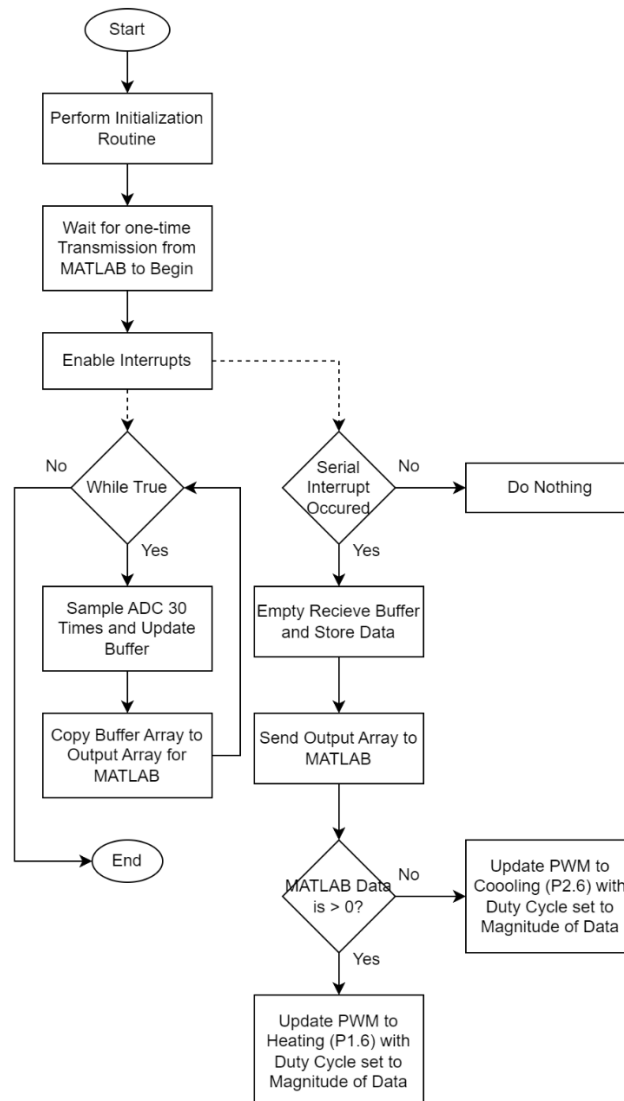 Start
Perform Initialization
Routine
Wait for one-time
Transmission from
MATLAB to Begin
Enable Interrupts
No
While True
Yes
Sample ADC 30
Times and Update
Buffer
Copy Buffer Array to
Output Array for
MATLAB
End
Serial
Interrupt
Occured
No
Do Nothing
Yes
Empty Recieve Buffer
and Store Data
Send Output Array to
MATLAB
MATLAB Data
is > 0?
No
Update PWM to
Coooling (P2.6) with
Duty Cycle set to
Magnitude of Data
Yes
Update PWM to
Heating (P1.6) with
Duty Cycle set to
Magnitude of Data